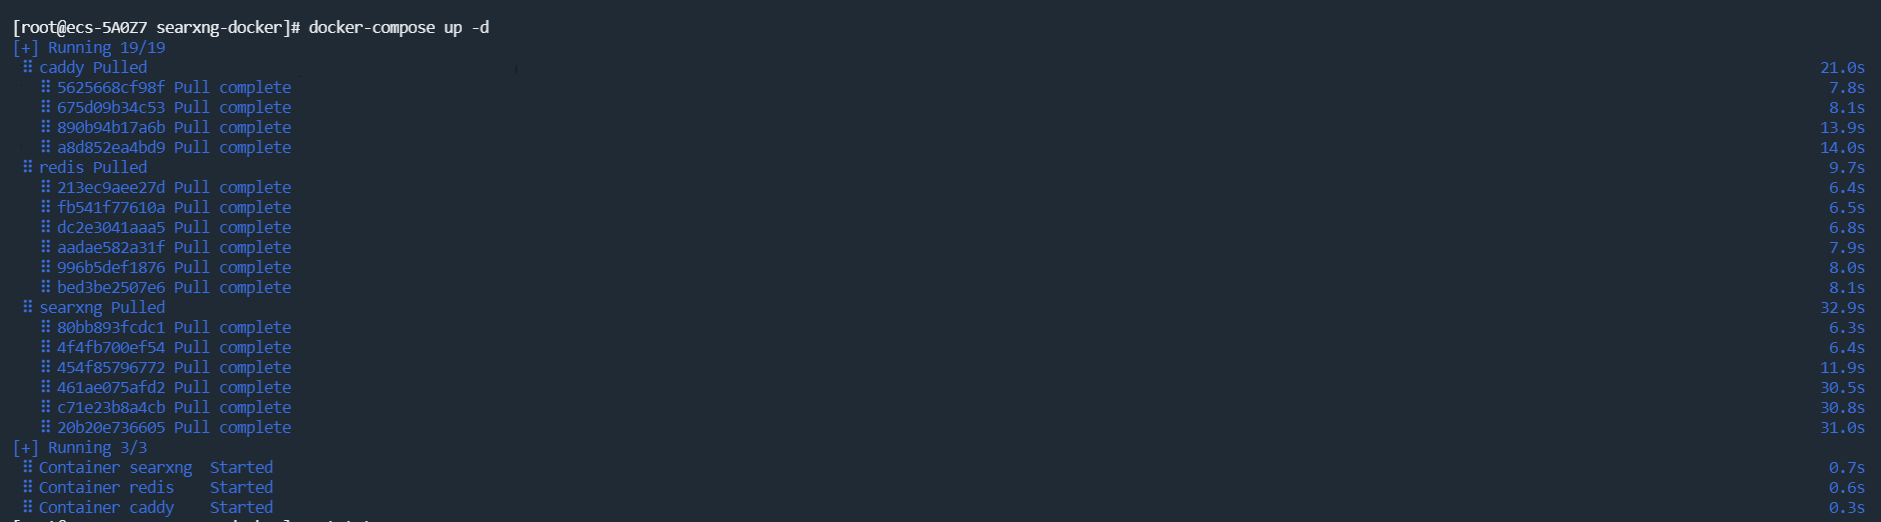 [root@ecs-5A0Z7 searxng-docker]# docker-compose up -d
[+] Running 19/19
⠿ caddy Pulled 21.0s
⠿ 5625668cf98f Pull complete 7.8s
⠿ 675d09b34c53 Pull complete 8.1s
⠿ 890b94b17a6b Pull complete 13.9s
⠿ a8d852ea4bd9 Pull complete 14.0s
⠿ redis Pulled 9.7s
⠿ 213ec9aee27d Pull complete 6.4s
⠿ fb541f77610a Pull complete 6.5s
⠿ dc2e3041aaa5 Pull complete 6.8s
⠿ aadae582a31f Pull complete 7.9s
⠿ 996b5def1876 Pull complete 8.0s
⠿ bed3be2507e6 Pull complete 8.1s
⠿ searxng Pulled 32.9s
⠿ 80bb893fcdc1 Pull complete 6.3s
⠿ 4f4fb700ef54 Pull complete 6.4s
⠿ 454f85796772 Pull complete 11.9s
⠿ 461ae075afd2 Pull complete 30.5s
⠿ c71e23b8a4cb Pull complete 30.8s
⠿ 20b20e736605 Pull complete 31.0s
[+] Running 3/3
⠿ Container searxng Started 0.7s
⠿ Container redis Started 0.6s
⠿ Container caddy Started 0.3s